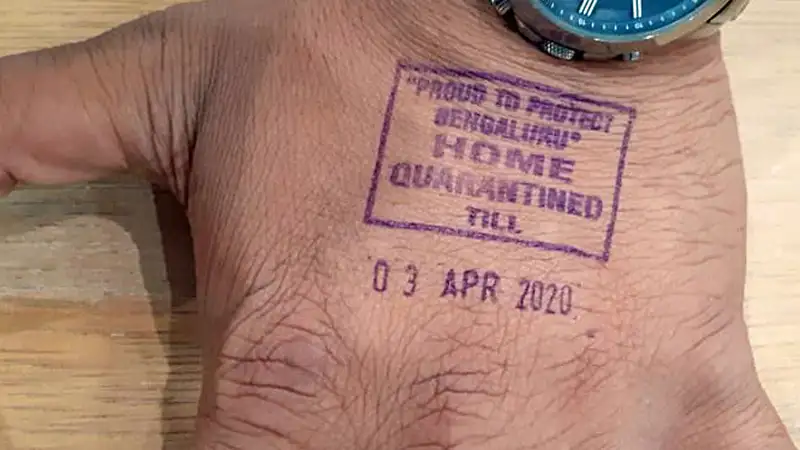 "PROUD TO PROTECT
BENGALURU"
HOME
QUARANTINED
TILL
03 APR 2020